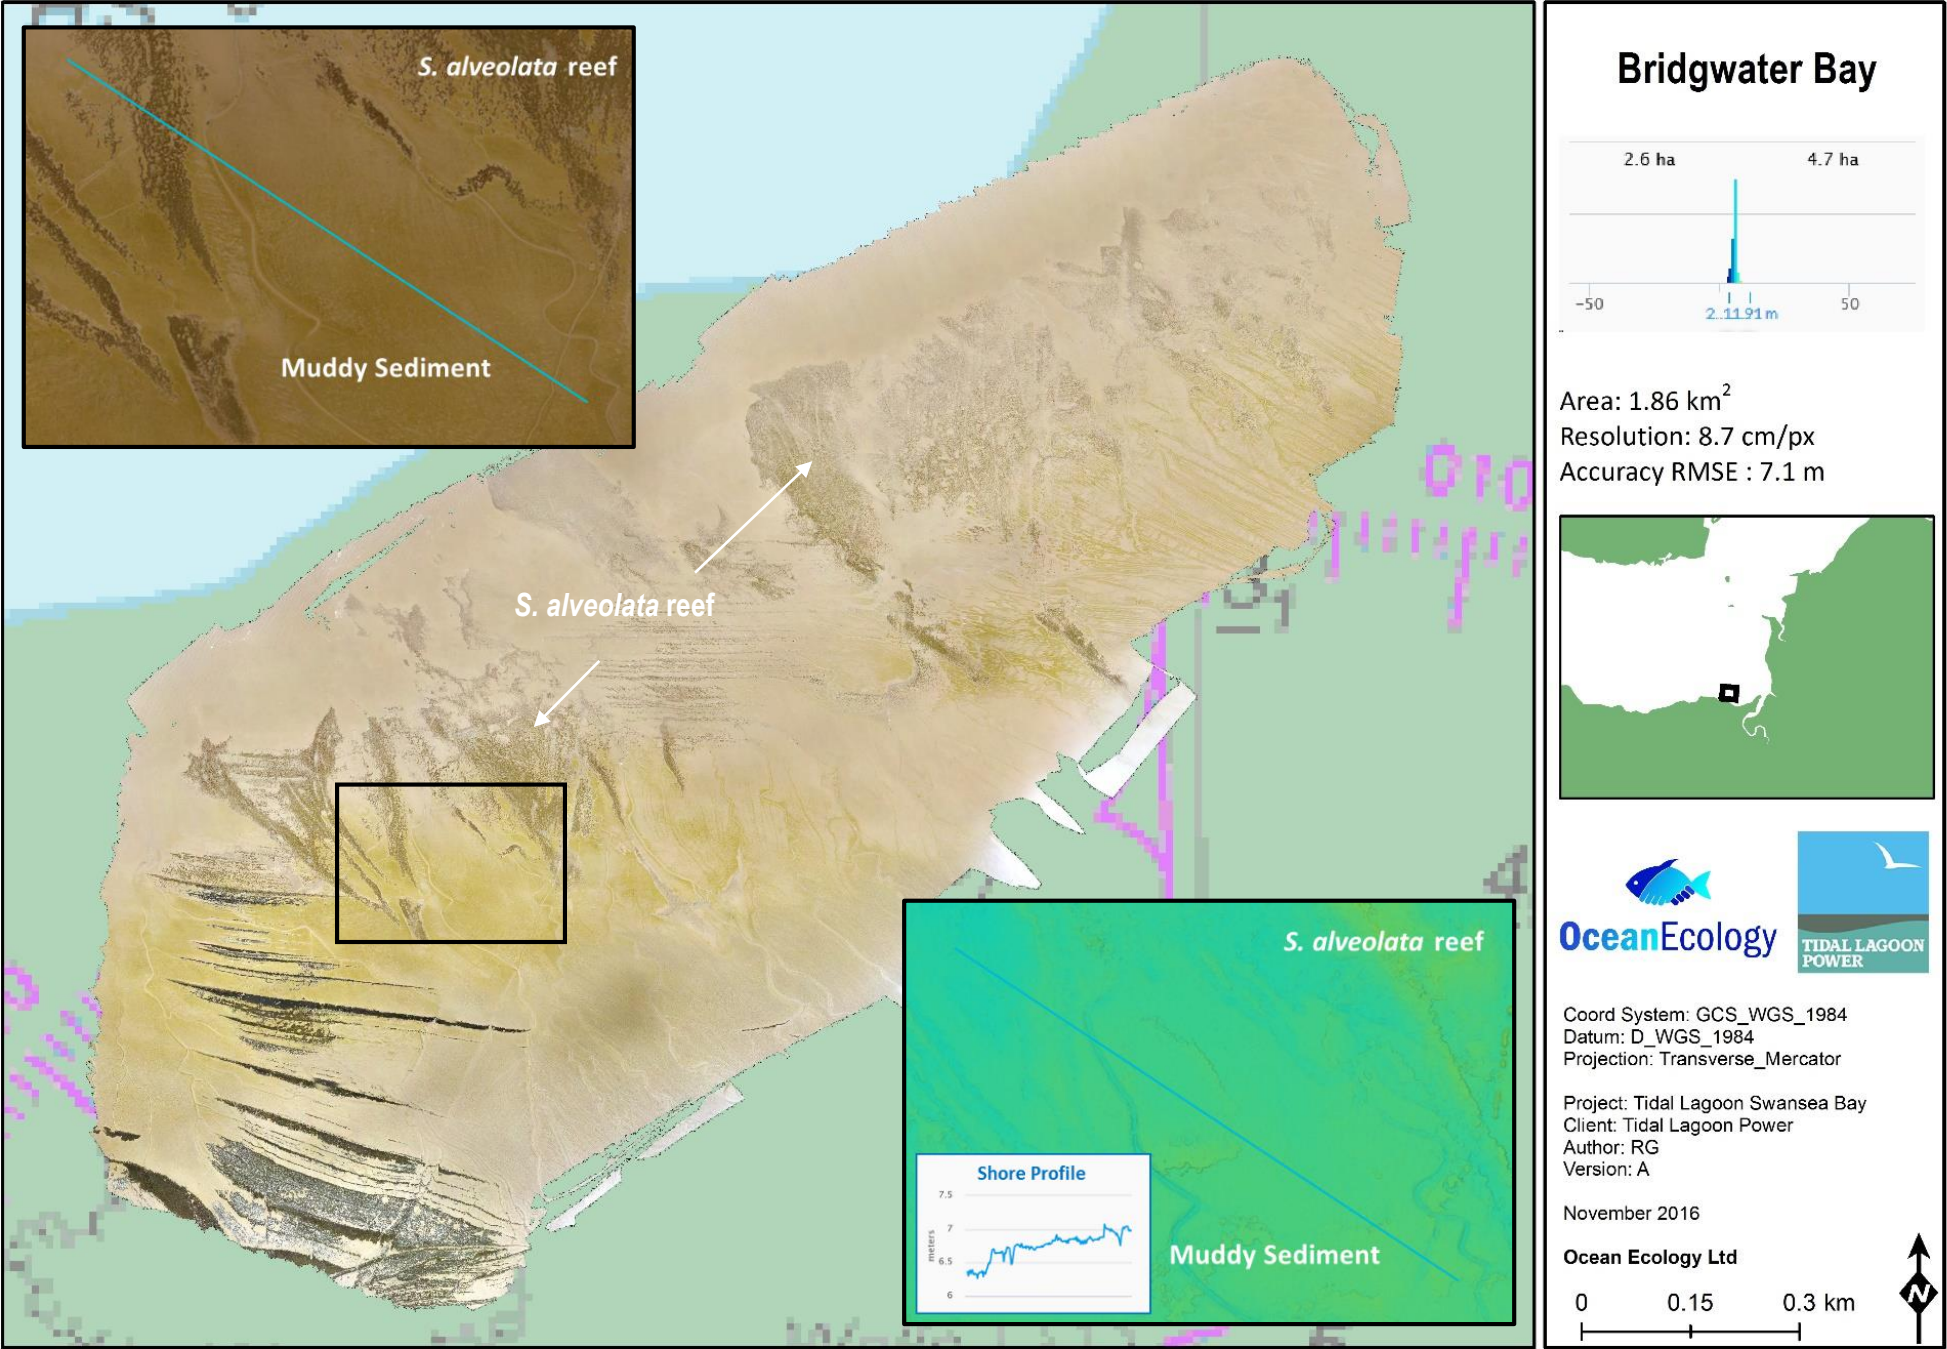 S. alveolata reef
Muddy Sediment
S. alveolata reef
S. alveolata reef
Muddy Sediment
Shore Profile
7.5
7
6.5
6
meters
Bridgwater Bay
2.6 ha
4.7 ha
-50
50
2..11.91 m
Area: 1.86 km2
Resolution: 8.7 cm/px
Accuracy RMSE : 7.1 m
OceanEcology
TIDAL LAGOON
POWER
Coord System: GCS_WGS_1984
Datum: D_WGS_1984
Projection: Transverse_Mercator
Project: Tidal Lagoon Swansea Bay
Client: Tidal Lagoon Power
Author: RG
Version: A
November 2016
Ocean Ecology Ltd
0 0.15 0.3 km
N